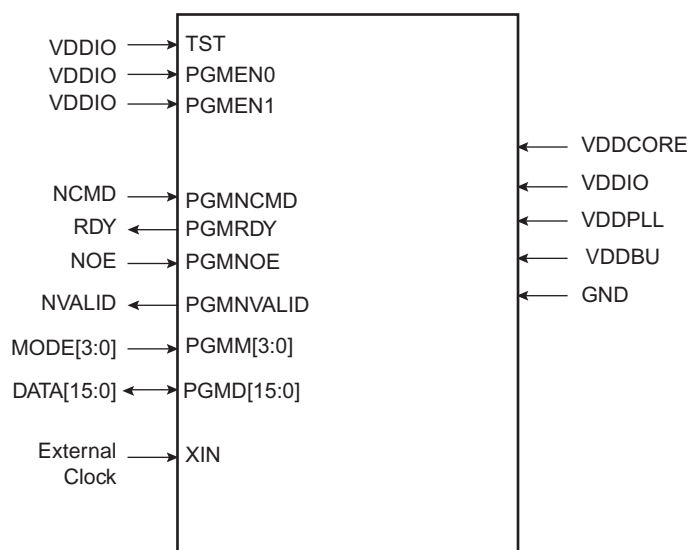 VDDIO TST
VDDIO PGMEN0
VDDIO PGMEN1
VDDCORE
VDDIO
NCMD PGMNCMD
VDDPLL
RDY PGMRDY
NOE PGMNOE
VDDBU
NVALID PGMNVALID
GND
MODE[3:0] PGMM[3:0]
DATA[15:0] PGMD[15:0]
External
Clock
XIN